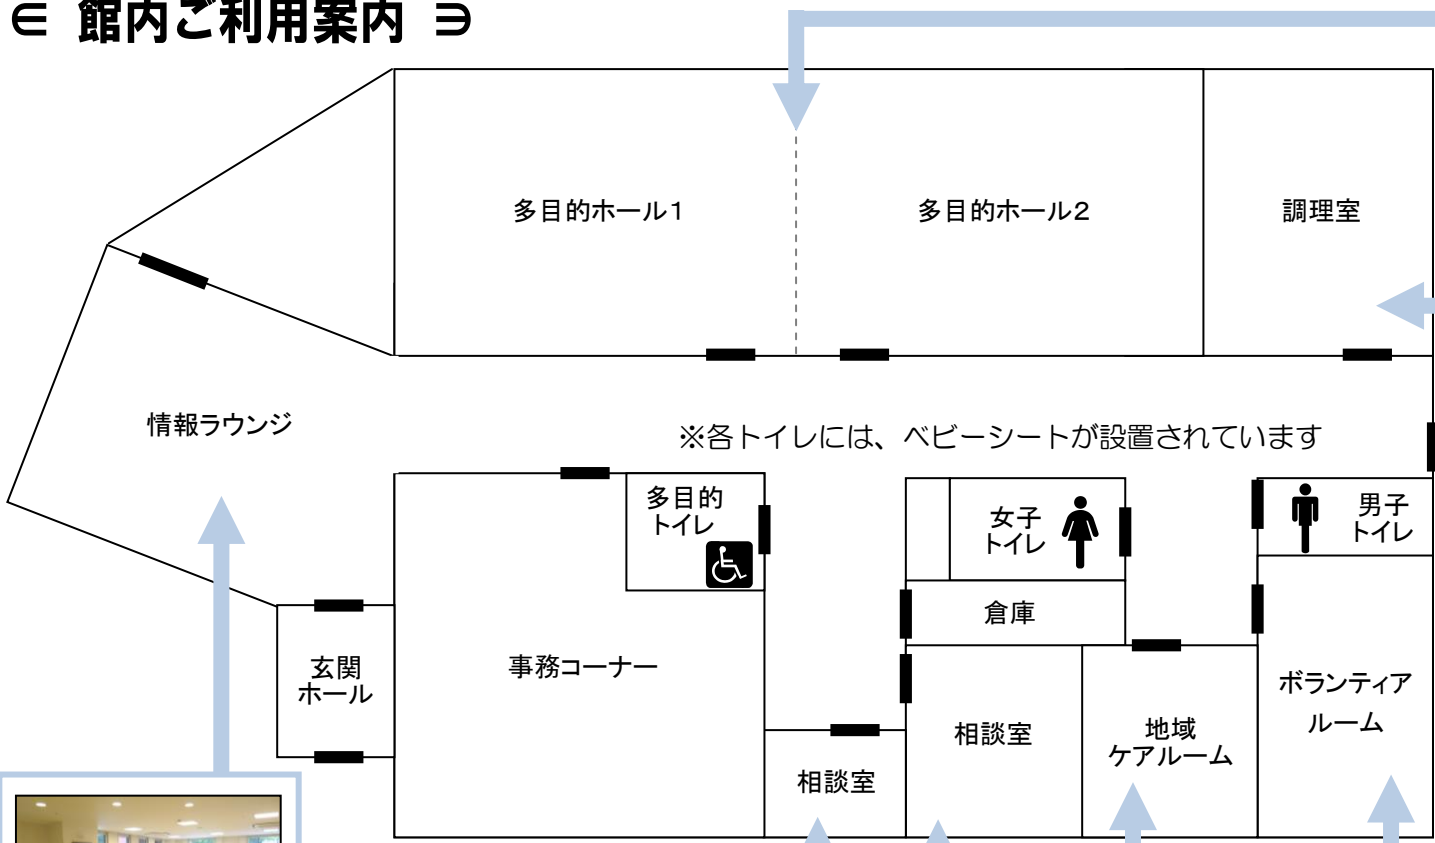 ∈ 館内ご利用案内 ∋
多目的ホール1
多目的ホール2
調理室
情報ラウンジ
※各トイレには、ベビーシートが設置されています
多目的
トイレ
女子
トイレ
男子
トイレ
倉庫
玄関
ホール
事務コーナー
相談室
相談室
地域
ケアルーム
ボランティア
ルーム